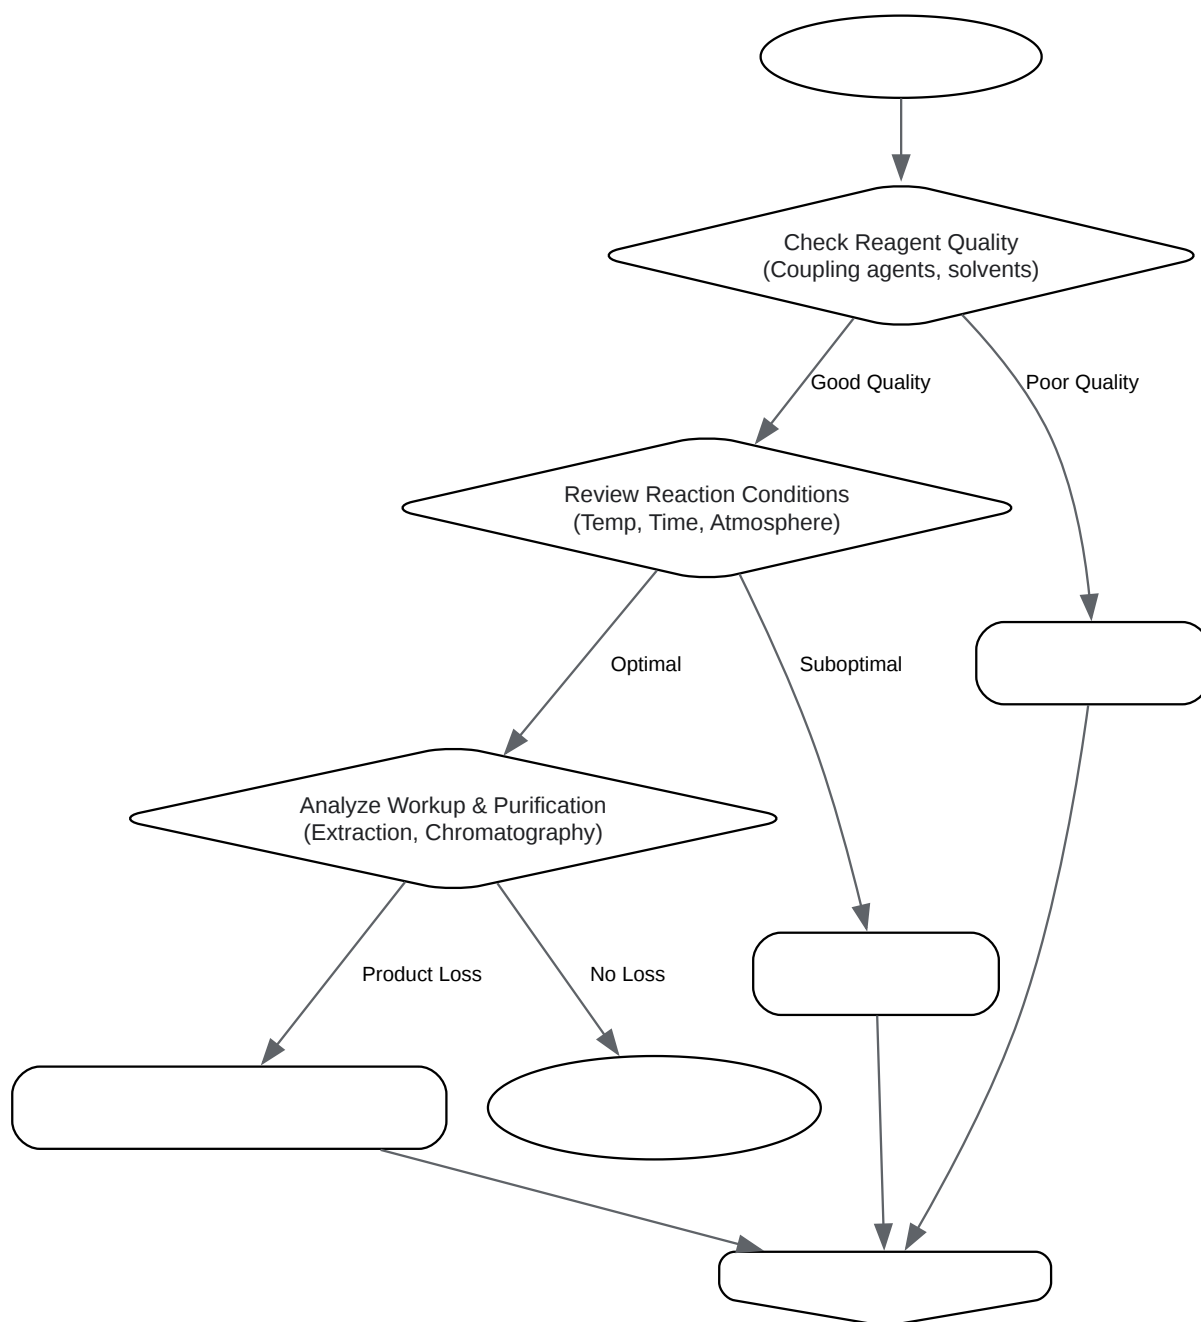 Check Reagent Quality
(Coupling agents, solvents)
Good Quality
Poor Quality
Review Reaction Conditions
(Temp, Time, Atmosphere)
Optimal
Suboptimal
Analyze Workup & Purification
(Extraction, Chromatography)
Product Loss
No Loss